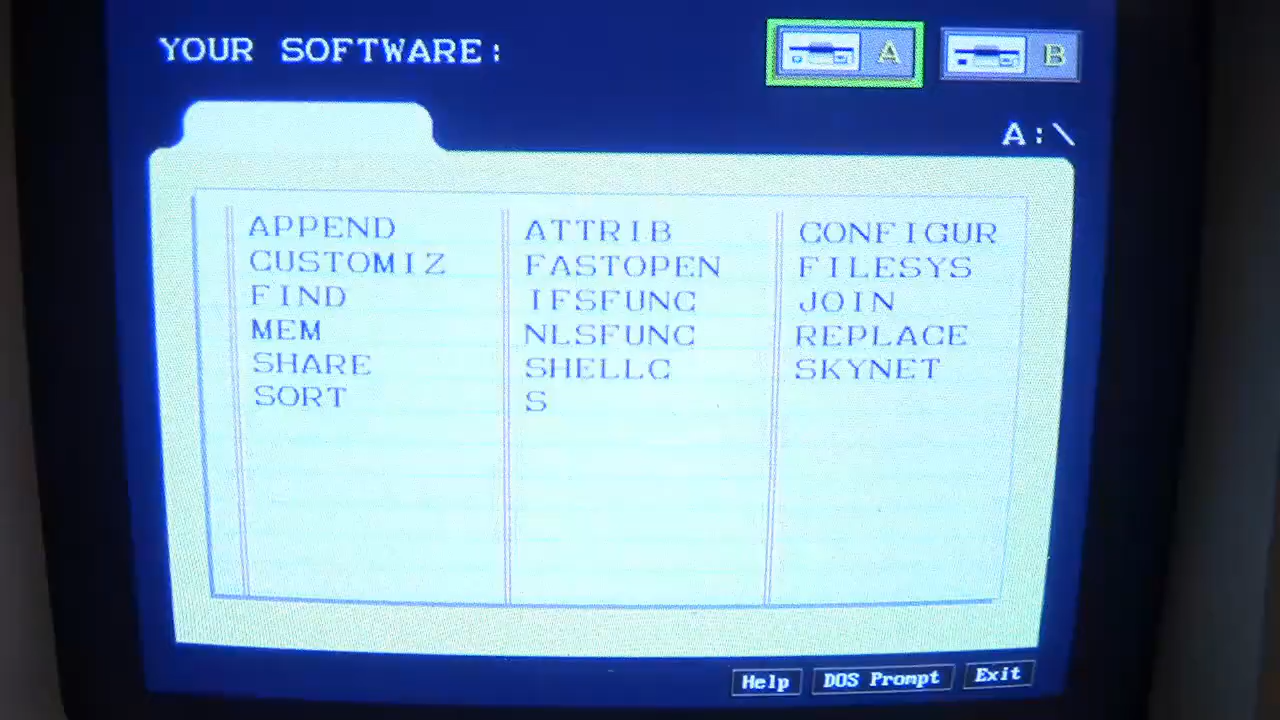 YOUR SOFTWARE: A B
A:\
APPEND ATTRIB CONFIGUR
CUSTOMIZ FASTOPEN FILESYS
FIND IFSFUNC JOIN
MEM NLSFUNC REPLACE
SHARE SHELLC SKYNET
SORT S
Help DOS Prompt Exit